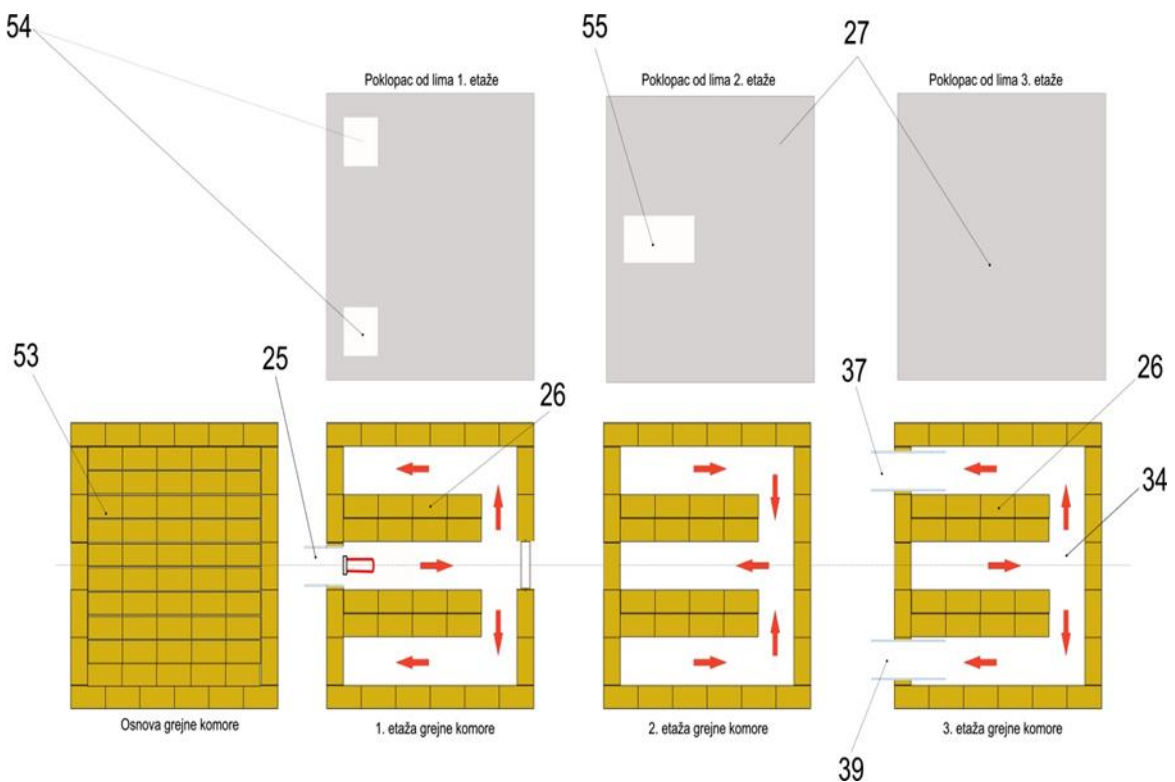 54
55
27
Poklopac od lima 1. etaže
Poklopac od lima 2. etaže
Poklopac od lima 3. etaže
53
25
26
37
26
34
Osnova grejne komore
1. etaža grejne komore
2. etaža grejne komore
3. etaža grejne komore
39